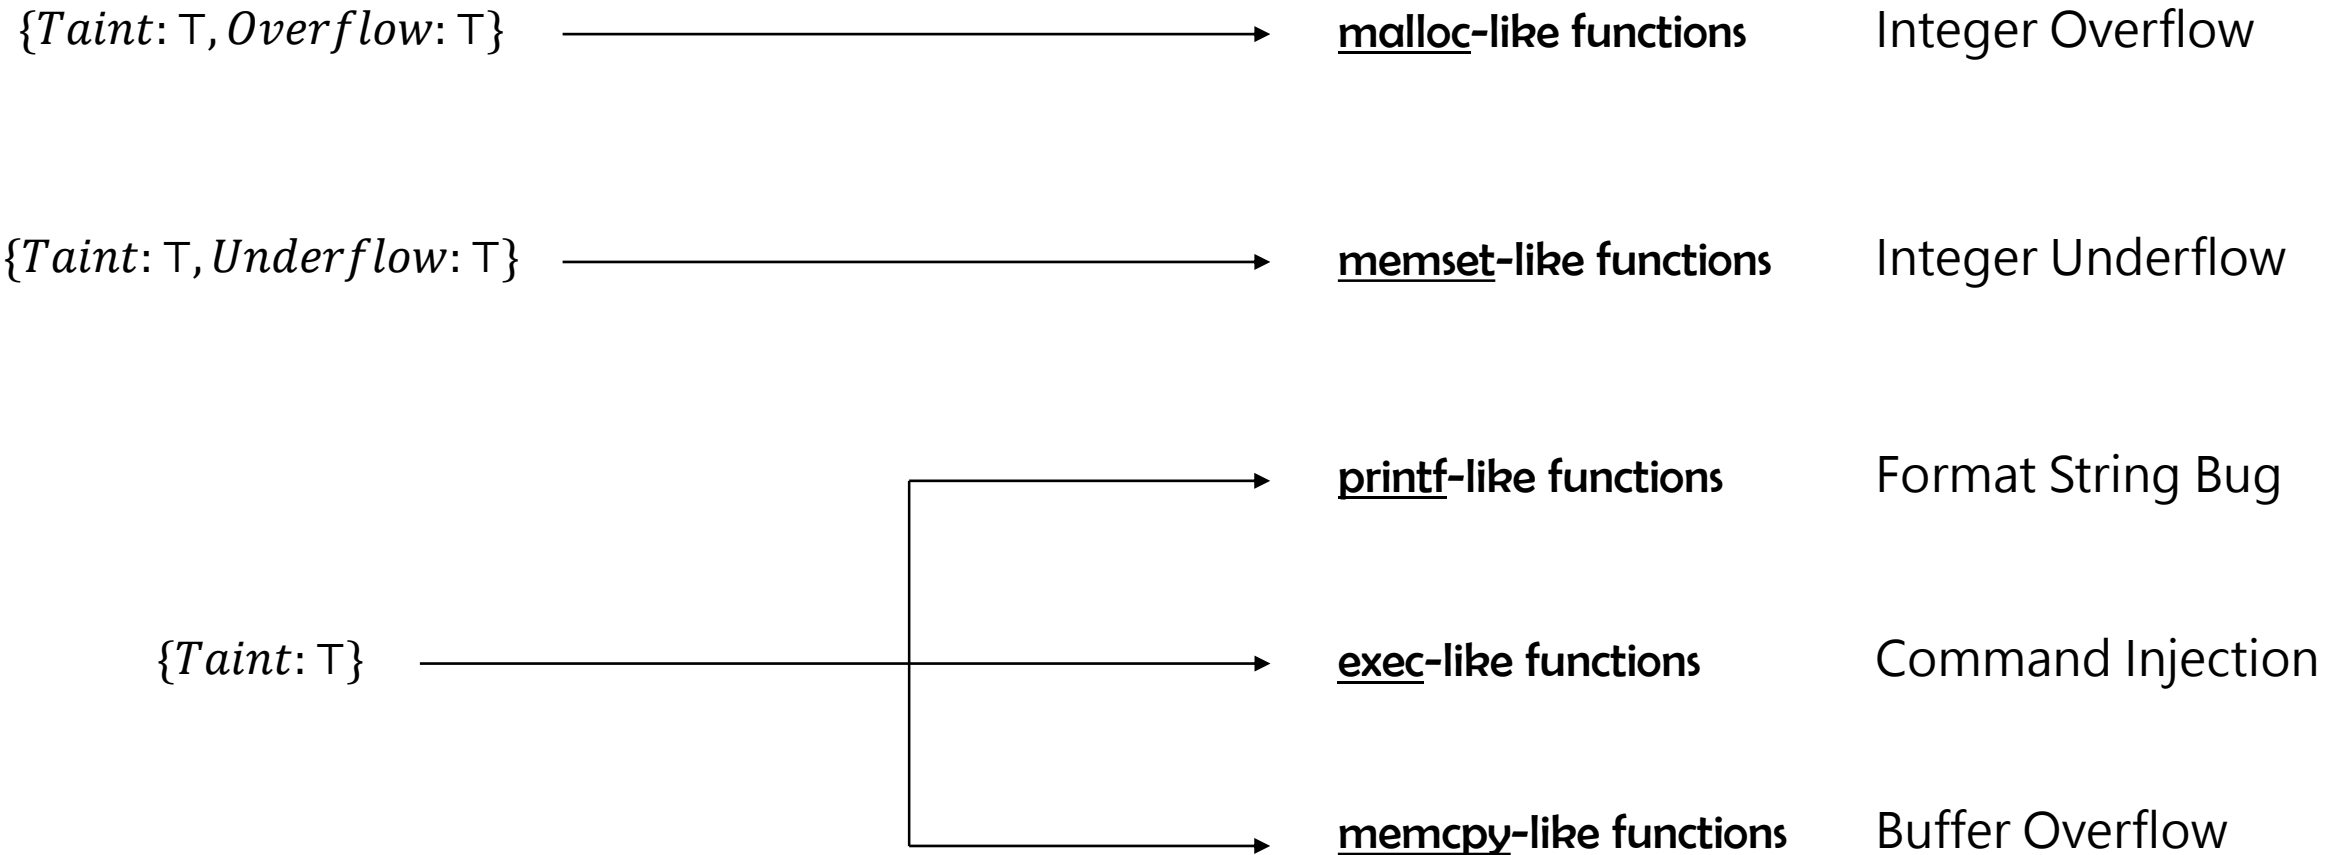 {Taint: ⊤, Overflow: ⊤} malloc-like functions Integer Overflow
{Taint: ⊤, Underflow: ⊤} memset-like functions Integer Underflow
printf-like functions Format String Bug
{Taint: ⊤} exec-like functions Command Injection
memcpy-like functions Buffer Overflow